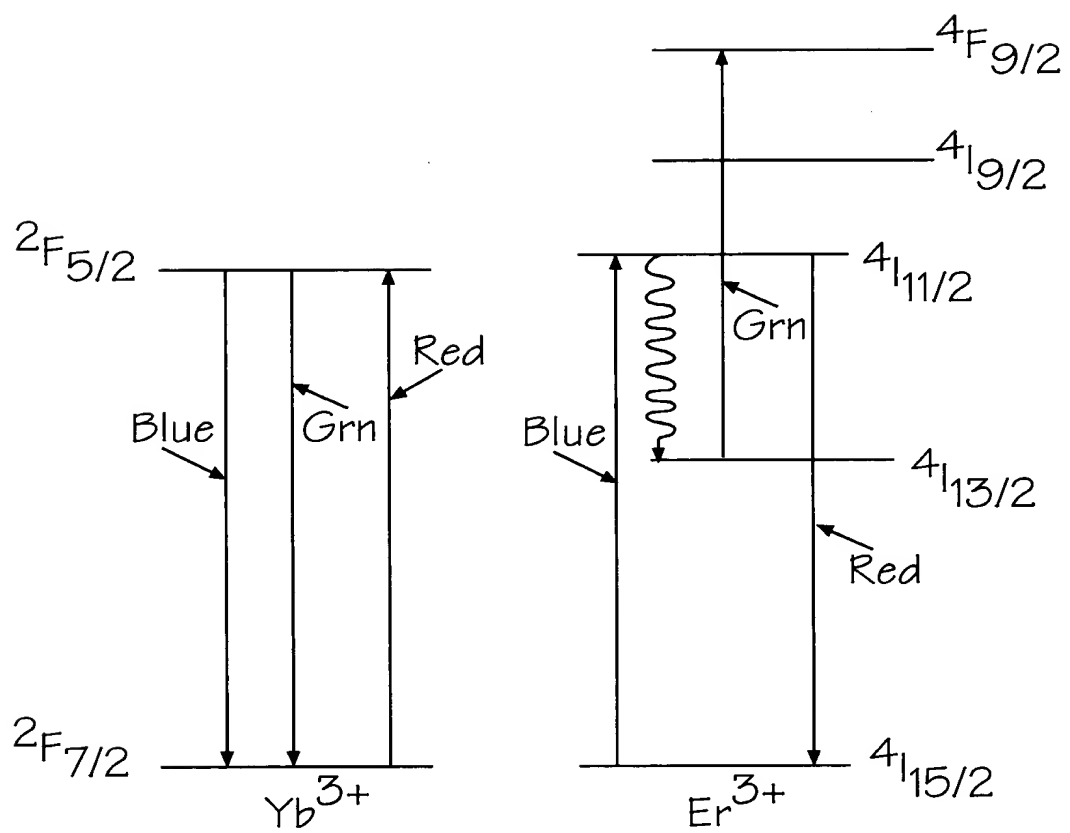 4F9/2
4I9/2
2F5/2
4I11/2
Grn
Red
Blue
Grn
Blue
4I13/2
Red
2F7/2
4I15/2
Yb3+
Er3+